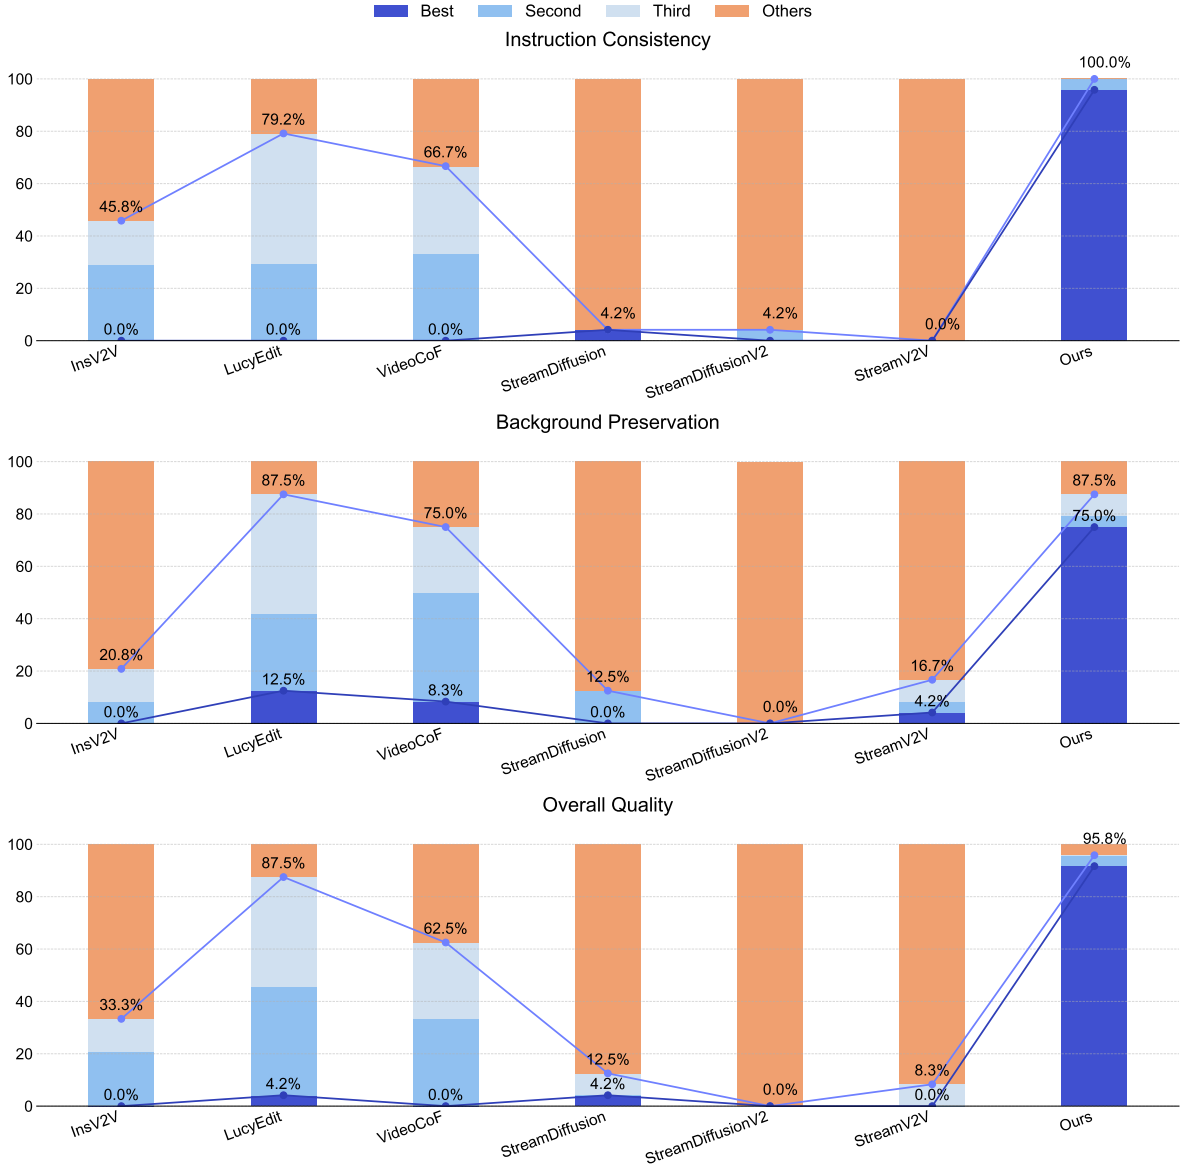 Best Second Third Others
Instruction Consistency
100.0%
100
79.2%
80
66.7%
60
45.8%
40
20
4.2% 4.2%
0.0% 0.0% 0.0% 0.0%
0
InsV2V LucyEdit VideoCoF StreamDiffusion StreamDiffusionV2 StreamV2V Ours
Background Preservation
100
87.5% 87.5%
80
75.0% 75.0%
60
40
20.8%
20
12.5% 12.5% 16.7%
8.3%
0.0% 0.0% 0.0% 4.2%
0
InsV2V LucyEdit VideoCoF StreamDiffusion StreamDiffusionV2 StreamV2V Ours
Overall Quality
95.8%
100
87.5%
80
62.5%
60
40
33.3%
20
12.5% 8.3%
0.0% 4.2% 0.0% 4.2% 0.0% 0.0%
0
InsV2V LucyEdit VideoCoF StreamDiffusion StreamDiffusionV2 StreamV2V Ours